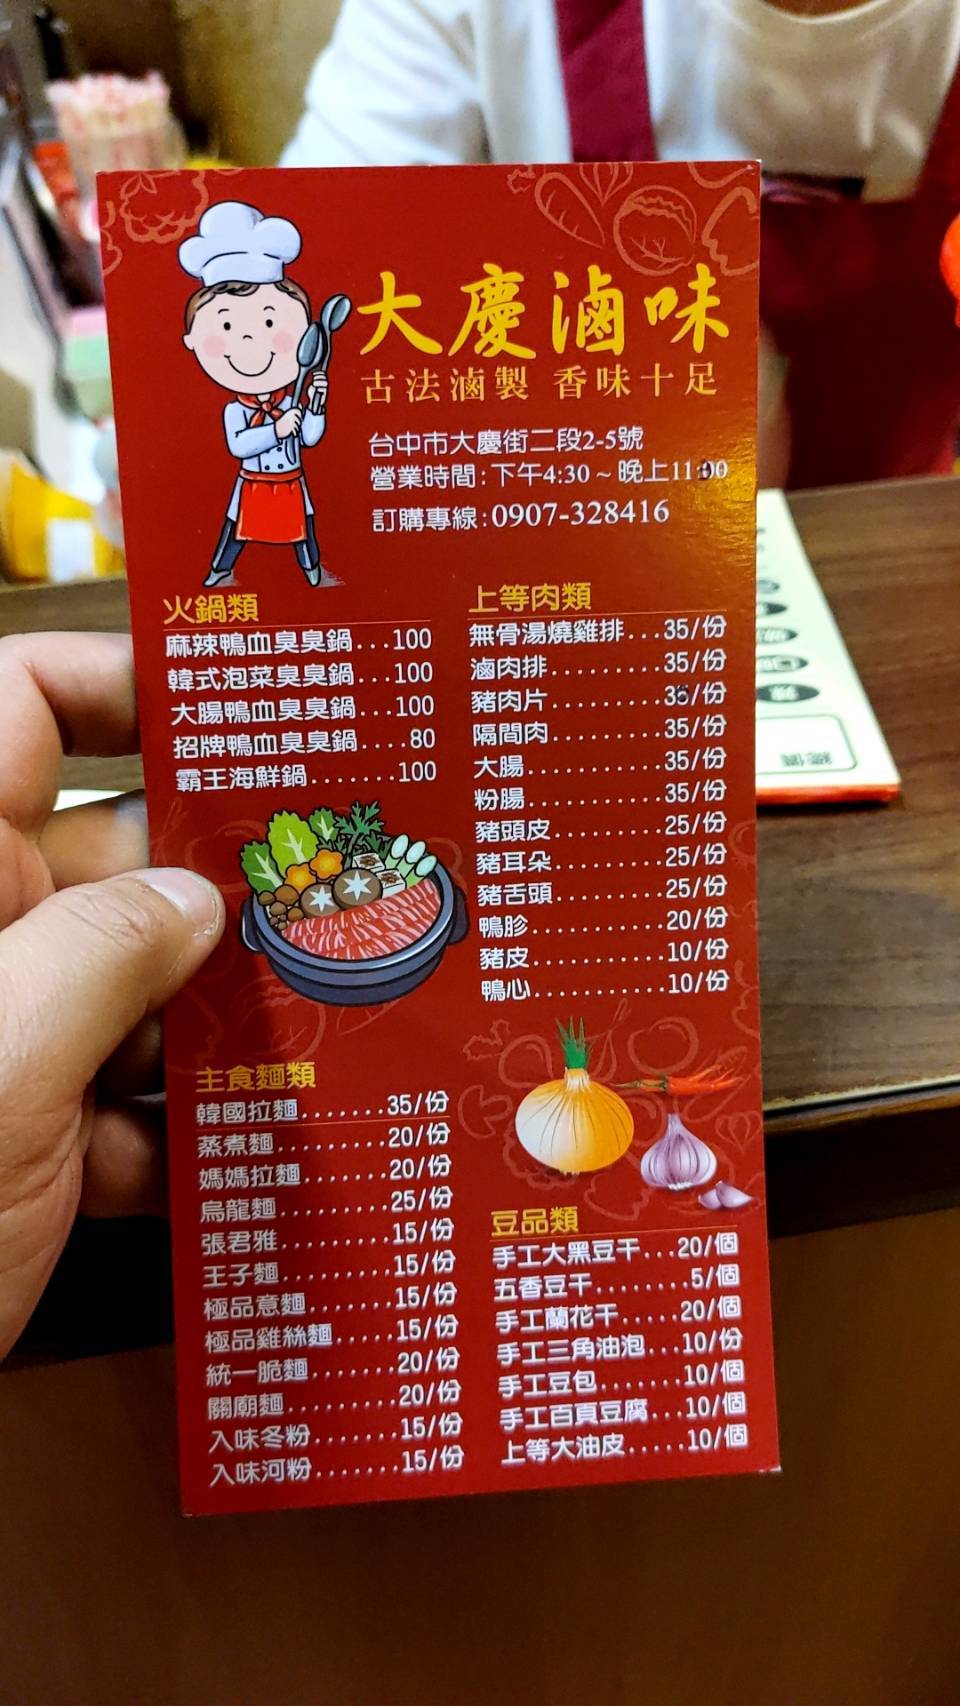 大慶滷味
古法滷製 香味十足
台中市大慶街二段2-5號
營業時間:下午4:30~晚上11:00
訂購專線:0907-328416
火鍋類
麻辣鴨血臭臭鍋...100
韓式泡菜臭臭鍋...100
大腸鴨血臭臭鍋...100
招牌鴨血臭臭鍋....80
霸王海鮮鍋.......100
上等肉類
無骨湯燒雞排...35/份
滷肉排.........35/份
豬肉片.........35/份
隔間肉.........35/份
大腸...........35/份
粉腸...........35/份
豬頭皮.........25/份
豬耳朵.........25/份
豬舌頭.........25/份
鴨胗...........20/份
豬皮...........10/份
鴨心...........10/份
主食麵類
韓國拉麵.......35/份
蒸煮麵.........20/份
媽媽拉麵.......20/份
烏龍麵.........25/份
張君雅.........15/份
王子麵.........15/份
極品意麵.......15/份
極品雞絲麵.....15/份
統一脆麵.......20/份
關廟麵.........20/份
入味冬粉.......15/份
入味河粉.......15/份
豆品類
手工大黑豆干...20/個
五香豆干........5/個
手工蘭花干.....20/個
手工三角油泡...10/份
手工豆包.......10/個
手工百頁豆腐...10/個
上等大油皮.....10/個